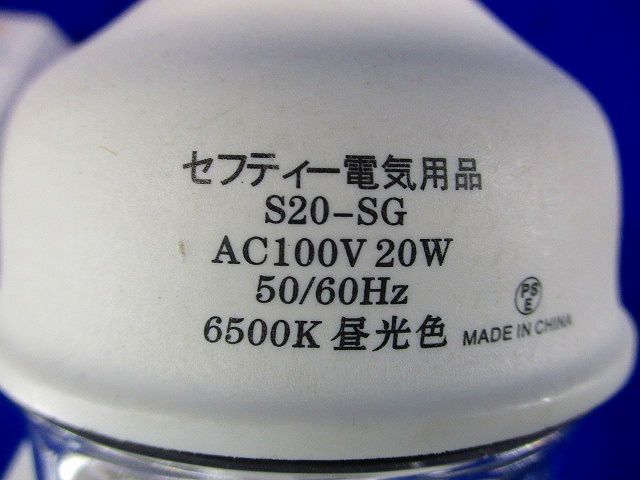 セフティー電気用品
S20-SG
AC100V 20W
50/60Hz
6500K 昼光色
PS
E
MADE IN CHINA